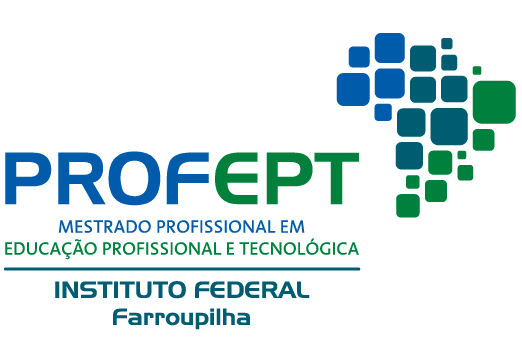 PROFEPT
MESTRADO PROFISSIONAL EM
EDUCAÇÃO PROFISSIONAL E TECNOLÓGICA
INSTITUTO FEDERAL
Farroupilha